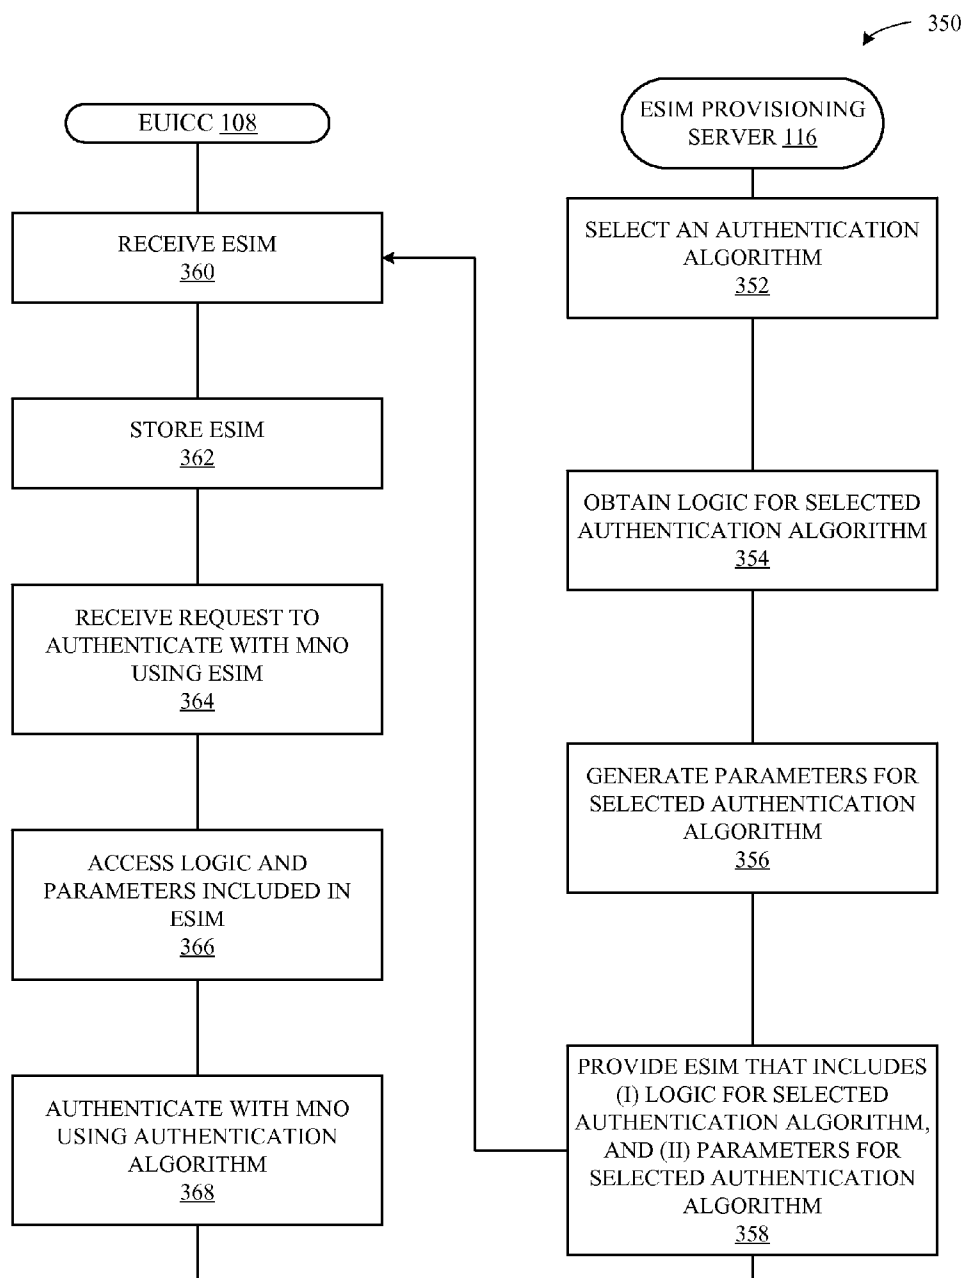 350
EUICC 108
RECEIVE ESIM
360
STORE ESIM
362
RECEIVE REQUEST TO
AUTHENTICATE WITH MNO
USING ESIM
364
ACCESS LOGIC AND
PARAMETERS INCLUDED IN
ESIM
366
AUTHENTICATE WITH MNO
USING AUTHENTICATION
ALGORITHM
368
ESIM PROVISIONING
SERVER 116
SELECT AN AUTHENTICATION
ALGORITHM
352
OBTAIN LOGIC FOR SELECTED
AUTHENTICATION ALGORITHM
354
GENERATE PARAMETERS FOR
SELECTED AUTHENTICATION
ALGORITHM
356
PROVIDE ESIM THAT INCLUDES
(I) LOGIC FOR SELECTED
AUTHENTICATION ALGORITHM,
AND (II) PARAMETERS FOR
SELECTED AUTHENTICATION
ALGORITHM
358